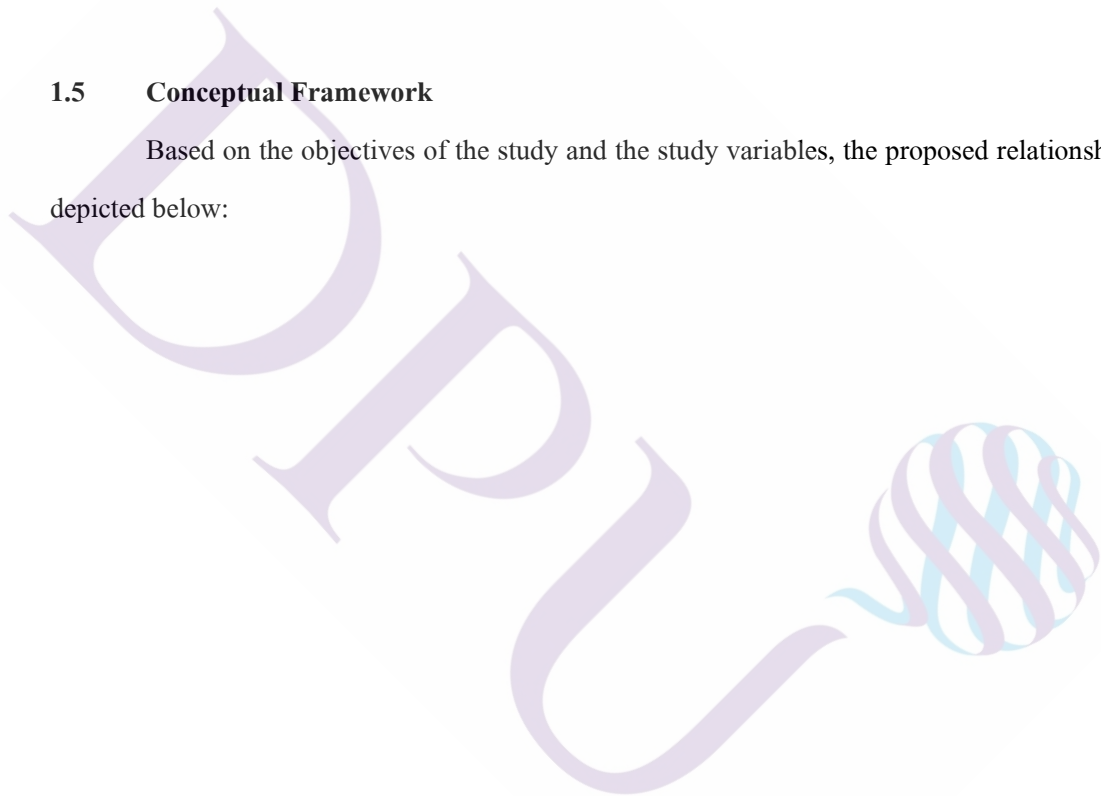 1.5 Conceptual Framework
Based on the objectives of the study and the study variables, the proposed
depicted below:
DPU